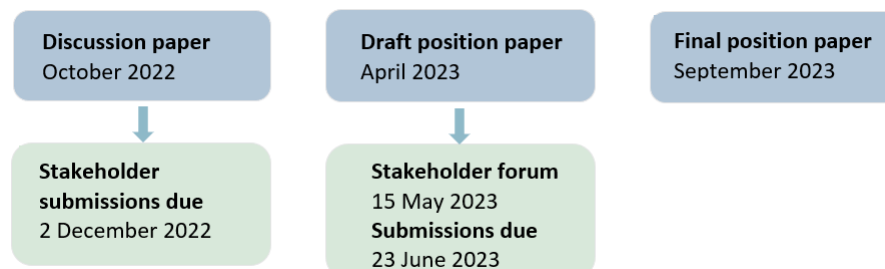 Discussion paper
October 2022
Draft position paper
April 2023
Final position paper
September 2023
Stakeholder
submissions due
2 December 2022
Stakeholder forum
15 May 2023
Submissions due
23 June 2023